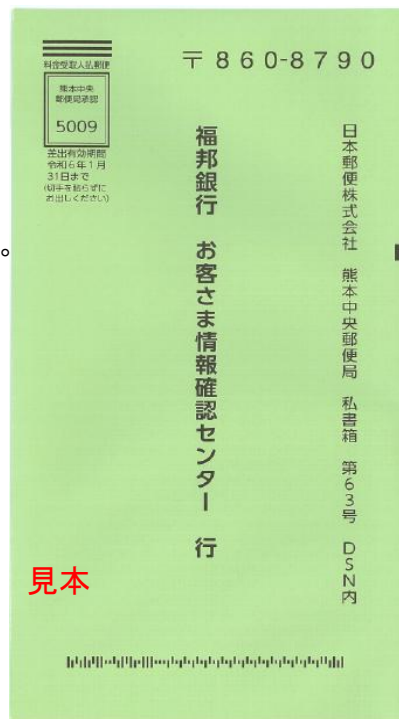 料金受取人払郵便
熊本中央
郵便局承認
5009
差出有効期間
令和6年1月
31日まで
(切手を貼らずに
お出しください)
〒860-8790
日本郵便株式会社 熊本中央郵便局 私書箱 第63号 DSN内
福邦銀行 お客さま情報確認センター 行
見本
。